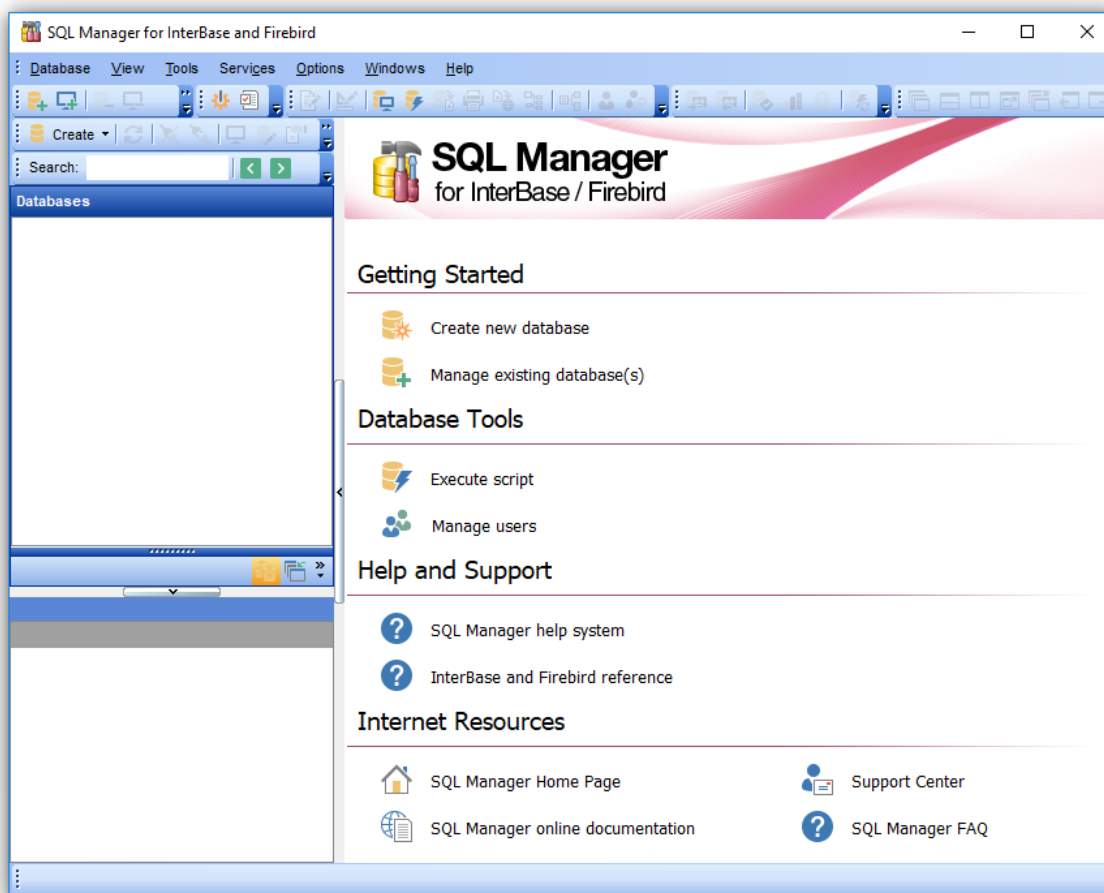 SQL Manager for InterBase and Firebird
Database View Tools Services Options Windows Help
Create
Search:
Databases
SQL Manager
for InterBase / Firebird
Getting Started
Create new database
Manage existing database(s)
Database Tools
Execute script
Manage users
Help and Support
SQL Manager help system
InterBase and Firebird reference
Internet Resources
SQL Manager Home Page
Support Center
SQL Manager online documentation
SQL Manager FAQ